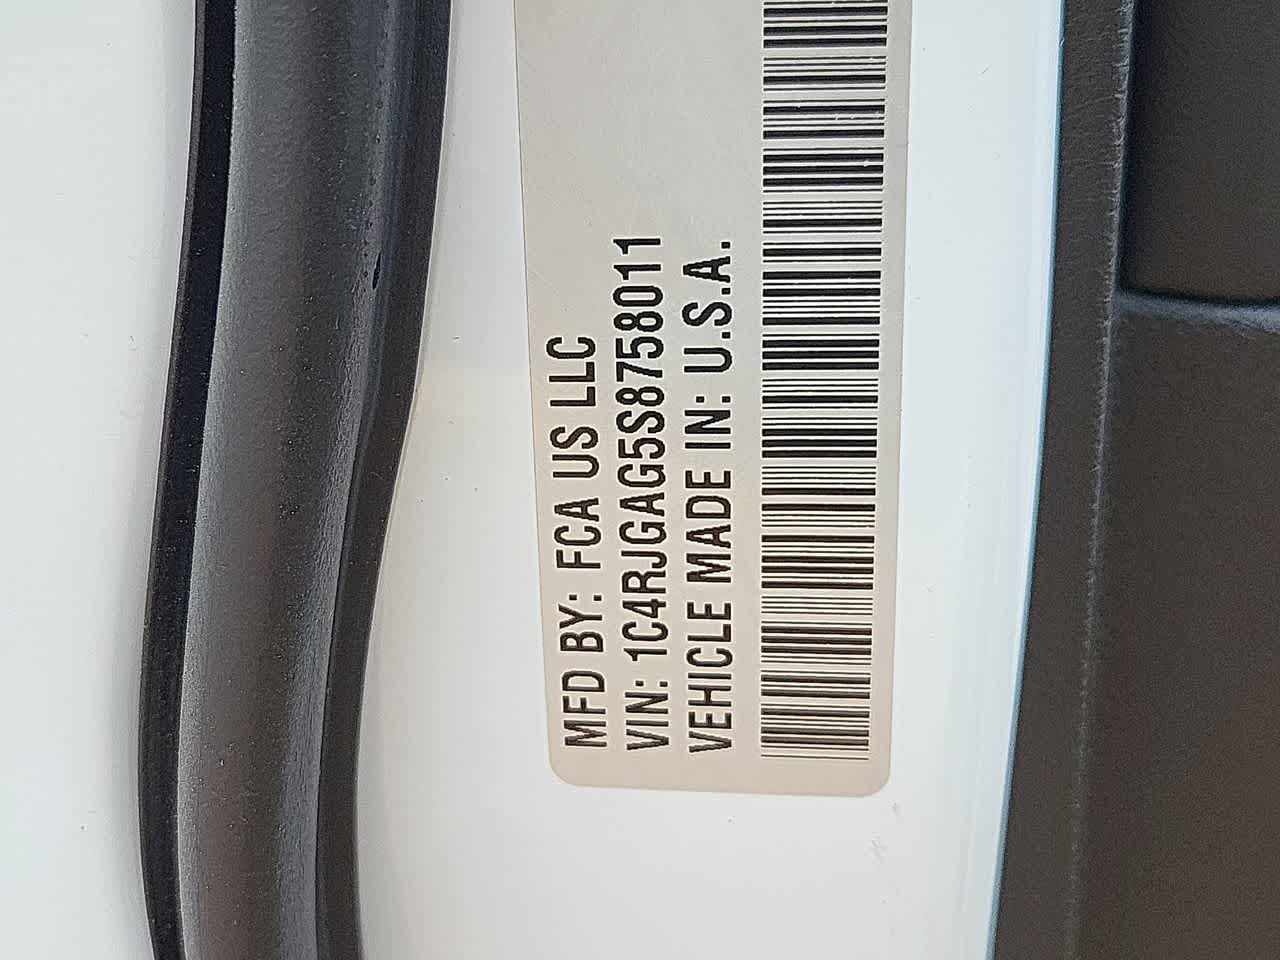 MFD BY: FCA US LLC
VIN: 1C4RJGAG5S8758011
VEHICLE MADE IN: U.S.A.